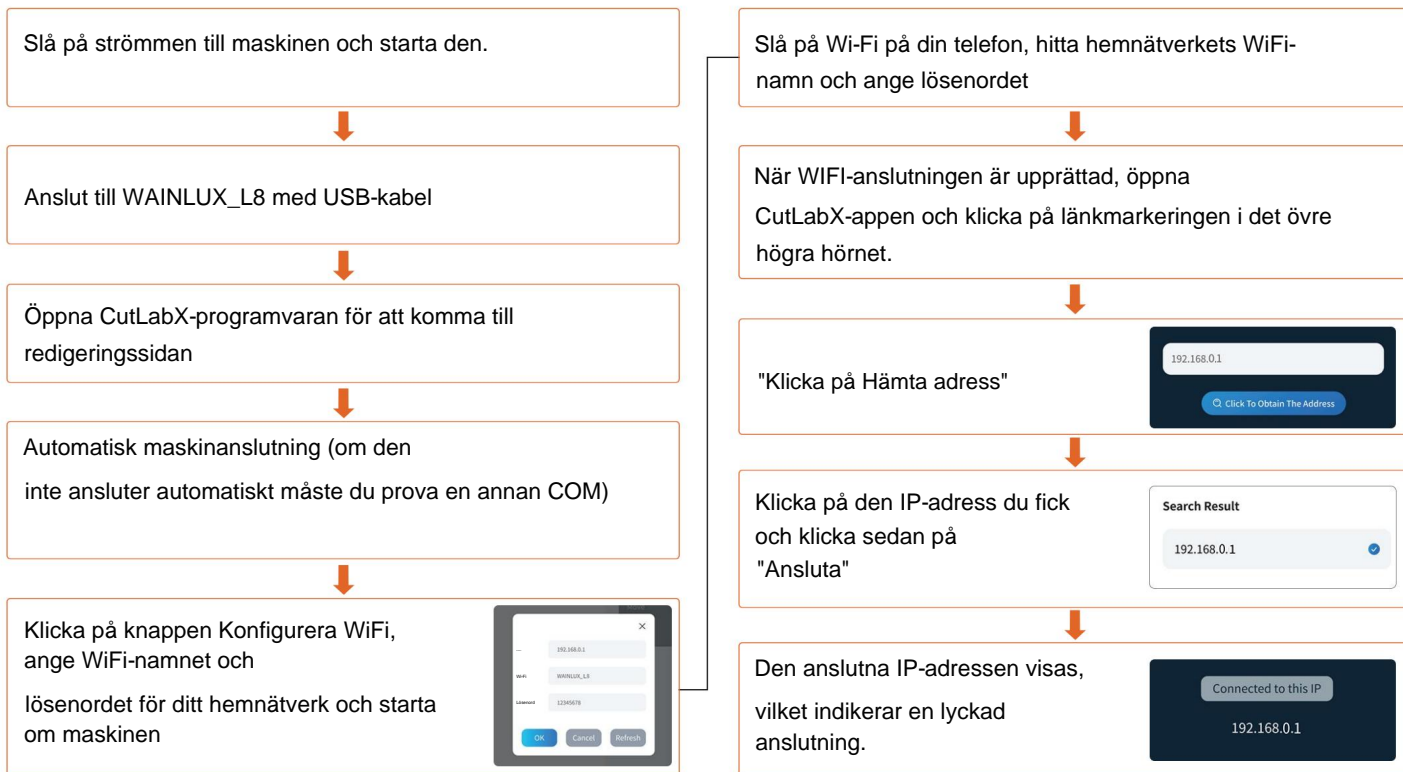 Slå på strömmen till maskinen och starta den.
Anslut till WAINLUX_L8 med USB-kabel
Öppna CutLabX-programvaran för att komma till
redigeringssidan
Automatisk maskinanslutning (om den
inte ansluter automatiskt måste du prova en annan COM)
Klicka på knappen Konfigurera WiFi,
ange WiFi-namnet och
lösenordet för ditt hemnätverk och starta
om maskinen
192.168.0.1
Wi-Fi WAINLUX_L8
Lösenord 12345678
OK Cancel Refresh
Slå på Wi-Fi på din telefon, hitta hemnätverkets WiFi-
namn och ange lösenordet
När WIFI-anslutningen är upprättad, öppna
CutLabX-appen och klicka på länkmarkeringen i det övre
högra hörnet.
"Klicka på Hämta adress"
192.168.0.1
Click To Obtain The Address
Klicka på den IP-adress du fick
och klicka sedan på
"Ansluta"
Search Result
192.168.0.1
Den anslutna IP-adressen visas,
vilket indikerar en lyckad
anslutning.
Connected to this IP
192.168.0.1